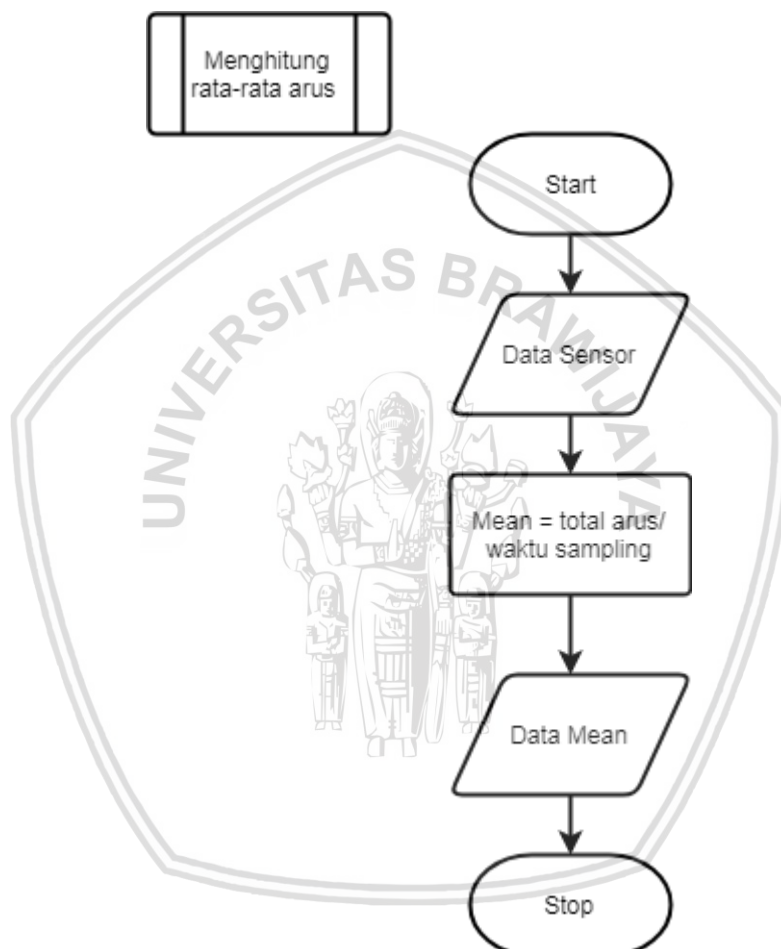 Menghitung
rata-rata arus
Start
UNIVERSITAS BRAWIJAYA
Data Sensor
Mean = total arus/
waktu sampling
Data Mean
Stop